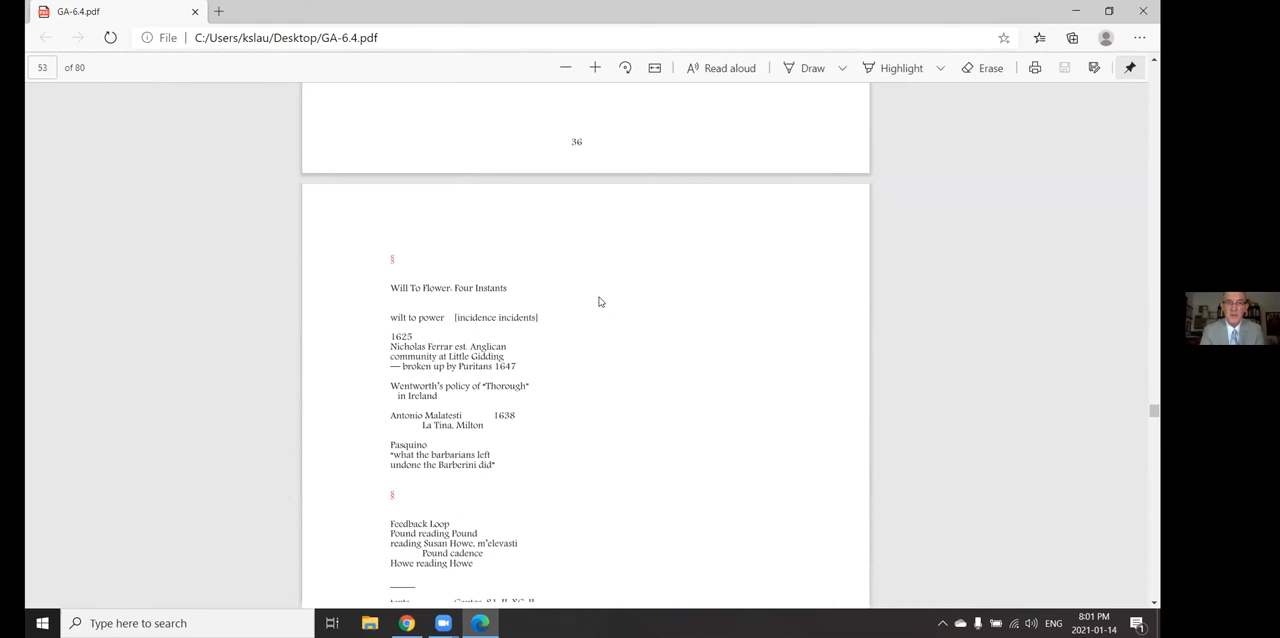 GA-6.4.pdf
File C:/Users/kslau/Desktop/GA-6.4.pdf
53 of 80
Read aloud
Draw
Highlight
Erase
36
§
Will To Flower: Four Instants
wilt to power [incidence incidents]
1625
Nicholas Ferrar est. Anglican
community at Little Gidding
— broken up by Puritans 1647
Wentworth's policy of "Thorough"
in Ireland
Antonio Malatesti 1638
La Tina, Milton
Pasquino
"what the barbarians left
undone the Barberini did"
§
Feedback Loop
Pound reading Pound
reading Susan Howe, m'elevasti
Pound cadence
Howe reading Howe
Type here to search
ENG
8:01 PM
2021-01-14
1